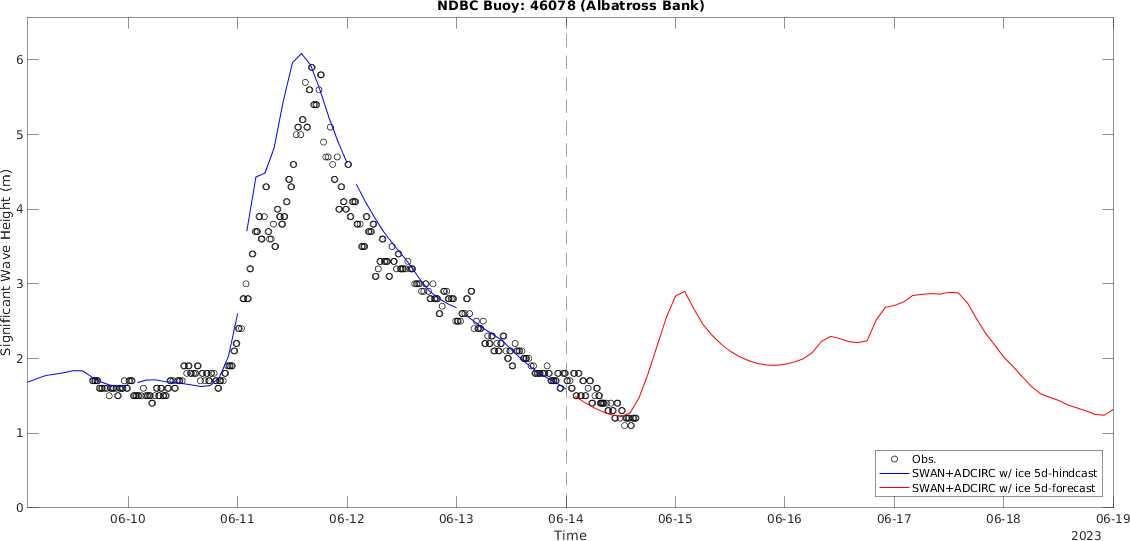 NDBC Buoy: 46078 (Albatross Bank)
Significant Wave Height (m)
6
5
4
3
2
1
0
Obs.
SWAN+ADCIRC w/ ice 5d-hindcast
SWAN+ADCIRC w/ ice 5d-forecast
06-10 06-11 06-12 06-13 06-14 06-15 06-16 06-17 06-18 06-19
Time
2023